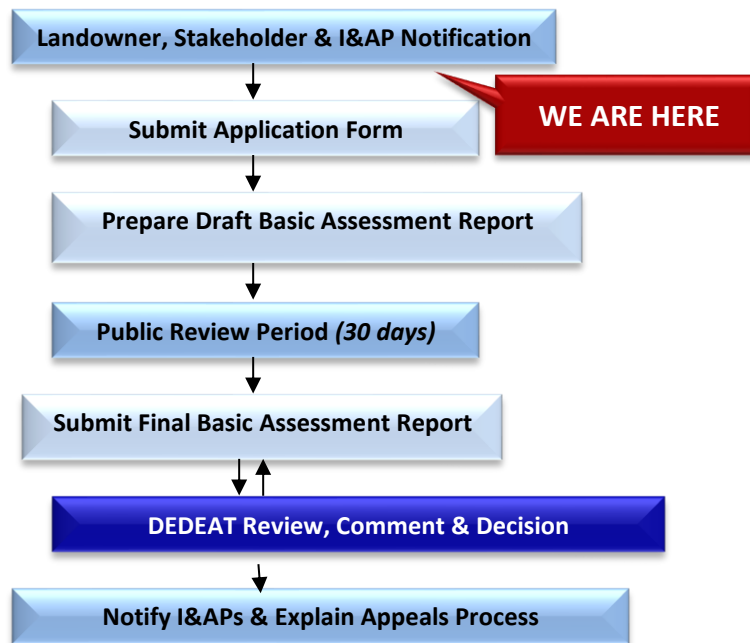 Landowner, Stakeholder & I&AP Notification
WE ARE HERE
Submit Application Form
Prepare Draft Basic Assessment Report
Public Review Period (30 days)
Submit Final Basic Assessment Report
DEDEAT Review, Comment & Decision
Notify I&APs & Explain Appeals Process